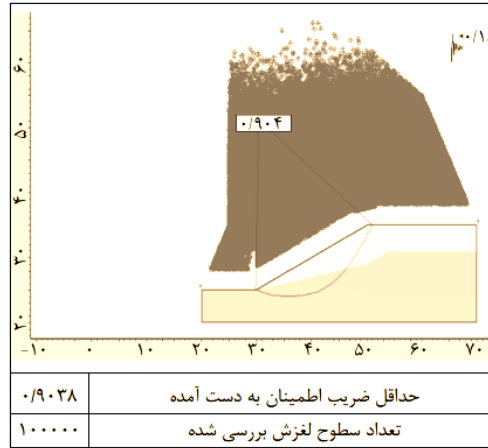 ۶۰
۵۰
۴۰
۳۰
۲۰
۰/۹۰۴
-۱۰ ۰ ۱۰ ۲۰ ۳۰ ۴۰ ۵۰ ۶۰ ۷۰
حداقل ضریب اطمینان به دست آمده ۰/۹۰۳۸
تعداد سطوح لغزش بررسی شده ۱۰۰۰۰۰